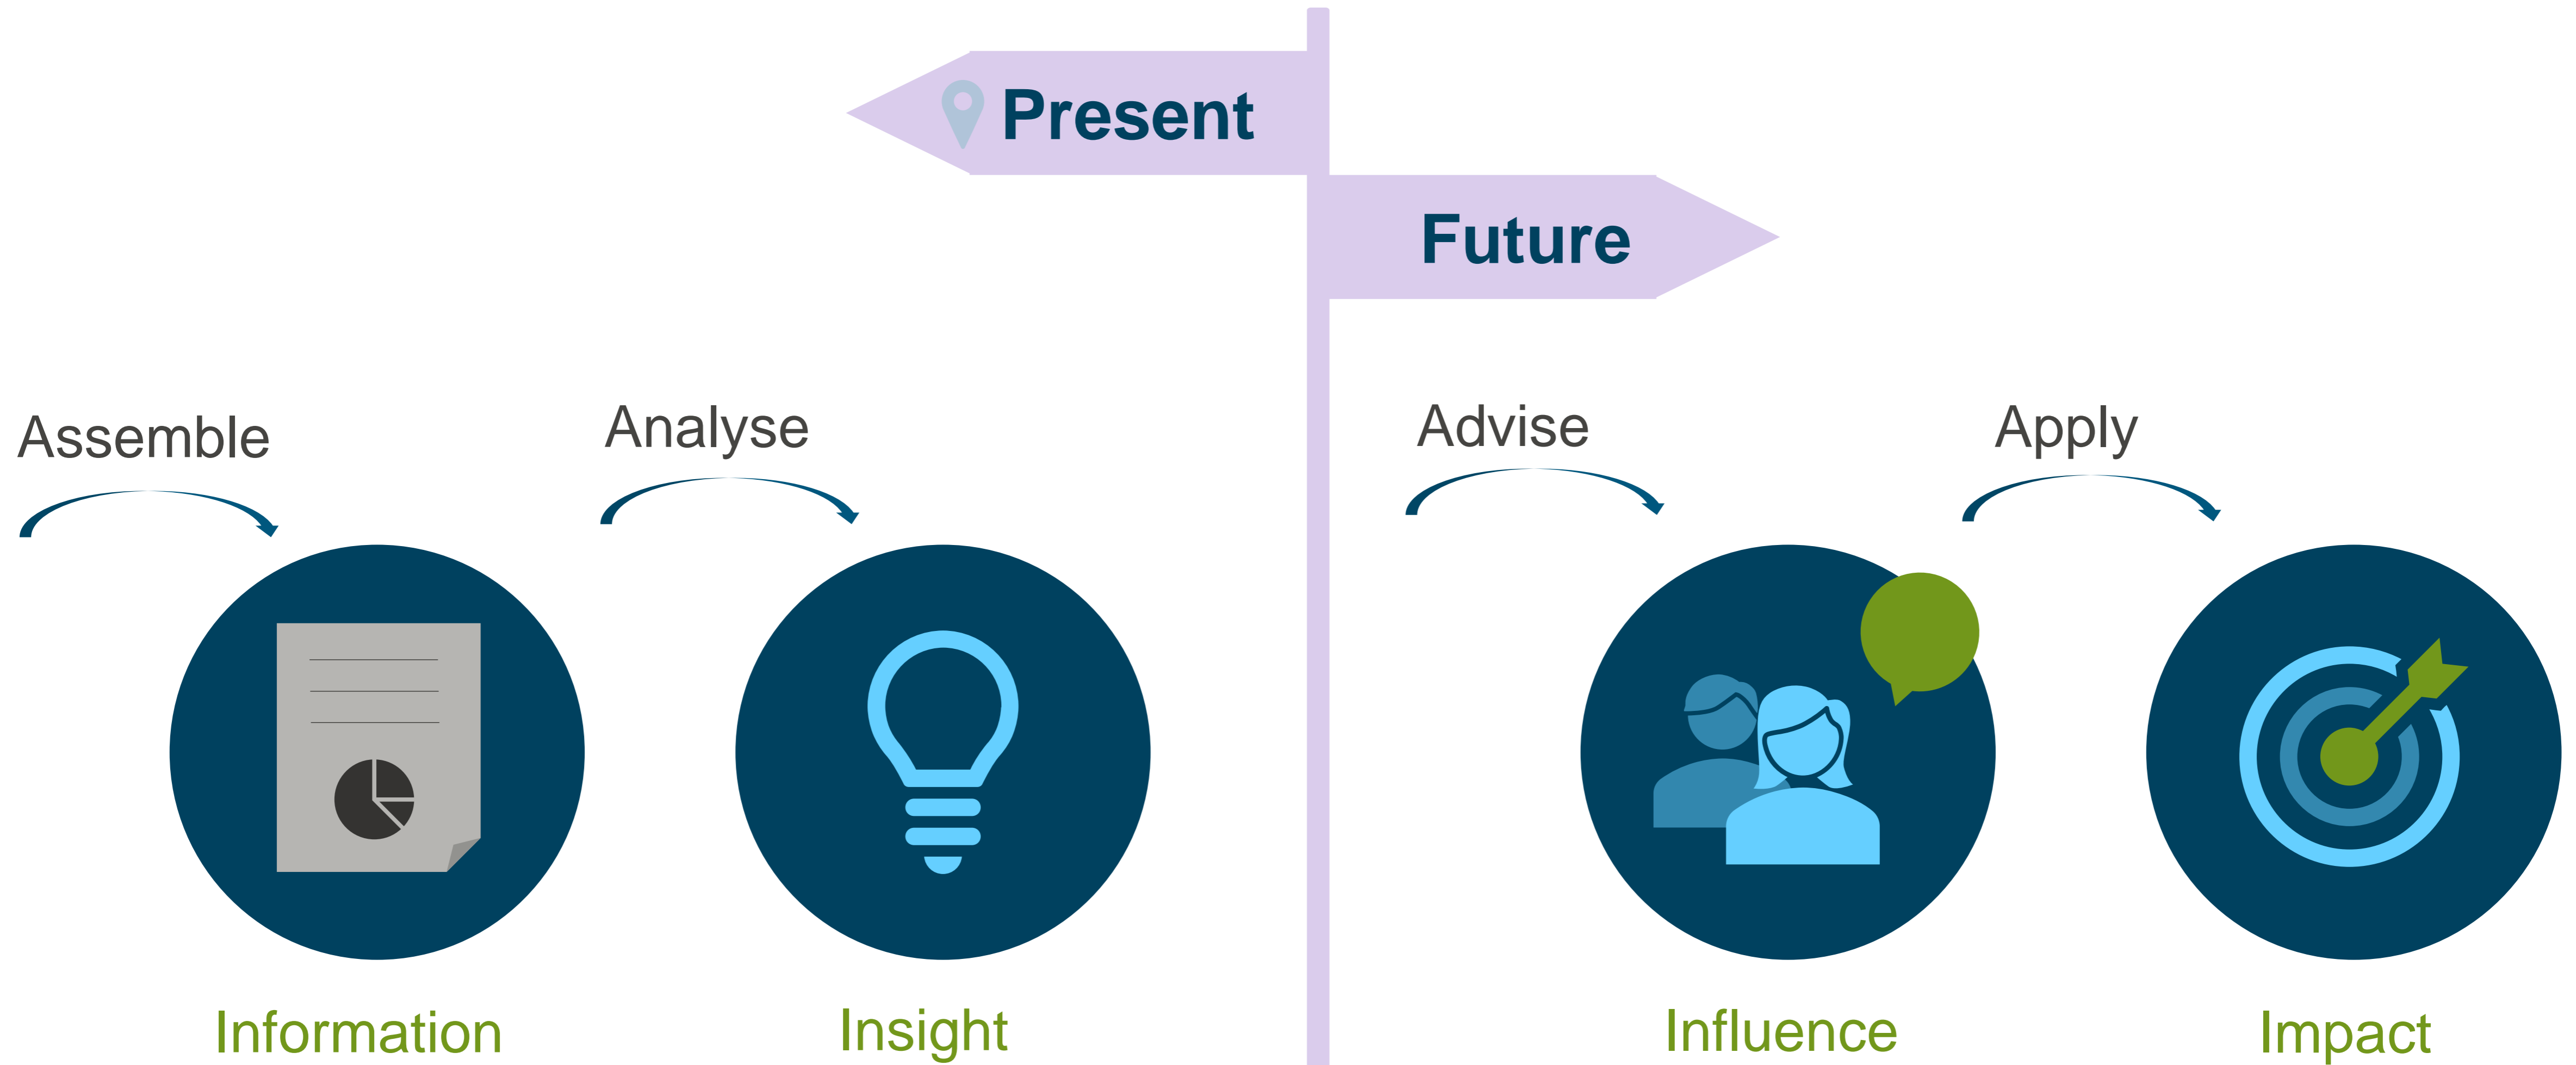 Present
Future
Assemble
Analyse
Advise
Apply
Information
Insight
Influence
Impact